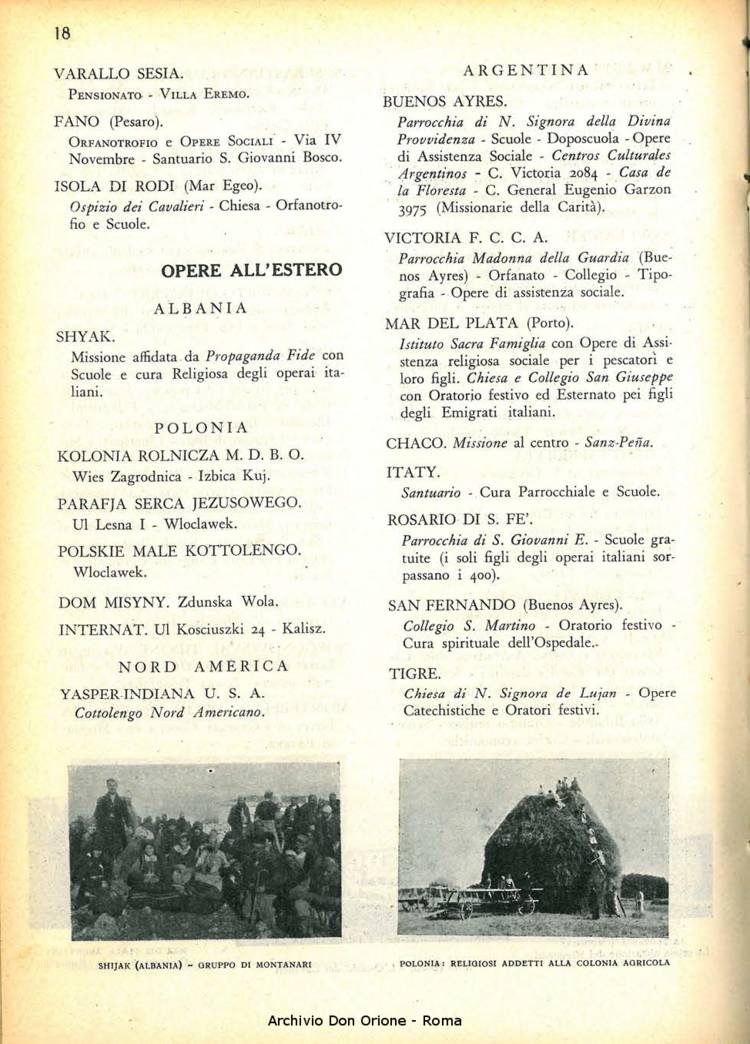 18
VARALLO SESIA.
PENSIONATO - VILLA EREMO.
FANO (Pesaro).
ORFANOTROFIO e OPERE SOCIALI - Via IV
Novembre - Santuario S. Giovanni Bosco.
ISOLA DI RODI (Mar Egeo).
Ospizio dei Cavalieri - Chiesa - Orfanotro-
fio e Scuole.
OPERE ALL'ESTERO
ALBANIA
SHYAK.
Missione affidata da Propaganda Fide con
Scuole e cura Religiosa degli operai ita-
liani.
POLONIA
KOLONIA ROLNICZA M. D. B. O.
Wies Zagrodnica - Izbica Kuj.
PARAFJA SERCA JEZUSOWEGO.
Ul Lesna I - Wloclawek.
POLSKIE MALE KOTTOLENGO.
Wloclawek.
DOM MISYNY. Zdunska Wola.
INTERNAT. Ul Kosciuszki 24 - Kalisz.
NORD AMERICA
YASPER-INDIANA U. S. A.
Cottolengo Nord Americano.
ARGENTINA
BUENOS AYRES.
Parrocchia di N. Signora della Divina
Provvidenza - Scuole - Doposcuola - Opere
di Assistenza Sociale - Centros Culturales
Argentinos - C. Victoria 2084 - Casa de
la Floresta - C. General Eugenio Garzon
3975 (Missionarie della Carità).
VICTORIA F. C. C. A.
Parrocchia Madonna della Guardia (Bue-
nos Ayres) - Orfanato - Collegio - Tipo-
grafia - Opere di assistenza sociale.
MAR DEL PLATA (Porto).
Istituto Sacra Famiglia con Opere di Assi-
stenza religiosa sociale per i pescatori e
loro figli. Chiesa e Collegio San Giuseppe
con Oratorio festivo ed Esternato pei figli
degli Emigrati italiani.
CHACO. Missione al centro - Sanz-Peña.
ITATY.
Santuario - Cura Parrocchiale e Scuole.
ROSARIO DI S. FE'.
Parrocchia di S. Giovanni E. - Scuole gra-
tuite (i soli figli degli operai italiani sor-
passano i 400).
SAN FERNANDO (Buenos Ayres).
Collegio S. Martino - Oratorio festivo -
Cura spirituale dell'Ospedale.
TIGRE.
Chiesa di N. Signora de Lujan - Opere
Catechistiche e Oratori festivi.
SHIJAK (ALBANIA) - GRUPPO DI MONTANARI
POLONIA: RELIGIOSI ADDETTI ALLA COLONIA AGRICOLA
Archivio Don Orione - Roma